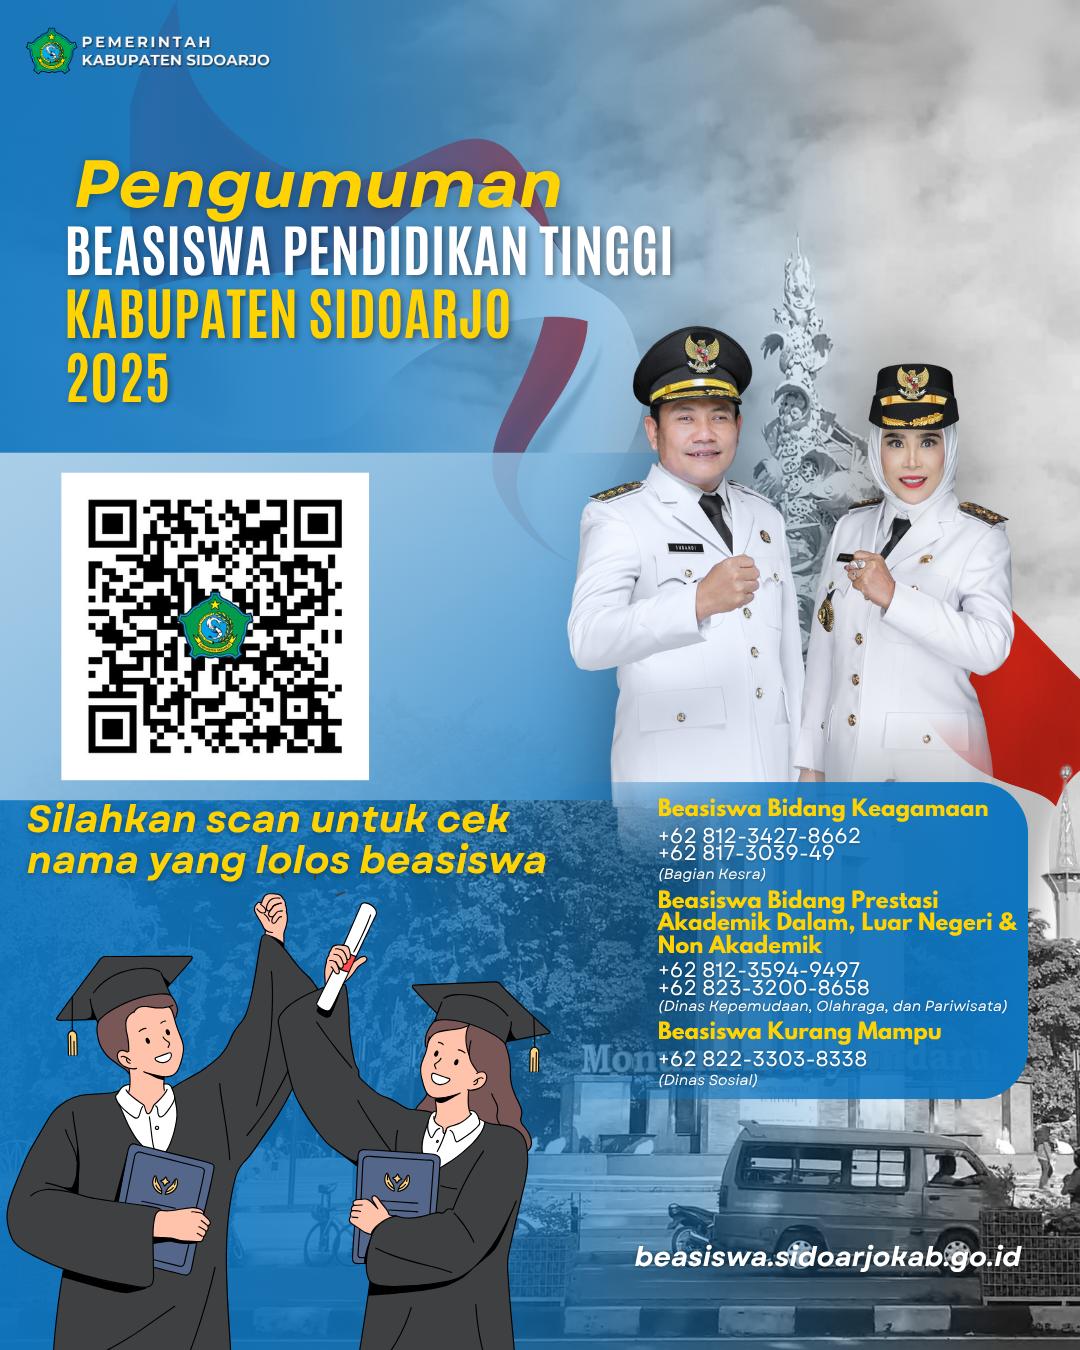 PEMERINTAH
KABUPATEN SIDOARJO
Pengumuman
BEASISWA PENDIDIKAN TINGGI
KABUPATEN SIDOARJO
2025
SUBANDI
Silahkan scan untuk cek
nama yang lolos beasiswa
Beasiswa Bidang Keagamaan
+62 812-3427-8662
+62 817-3039-49
(Bagian Kesra)
Beasiswa Bidang Prestasi
Akademik Dalam, Luar Negeri &
Non Akademik
+62 812-3594-9497
+62 823-3200-8658
(Dinas Kepemudaan, Olahraga, dan Pariwisata)
Beasiswa Kurang Mampu
+62 822-3303-8338
(Dinas Sosial)
beasiswa.sidoarjokab.go.id